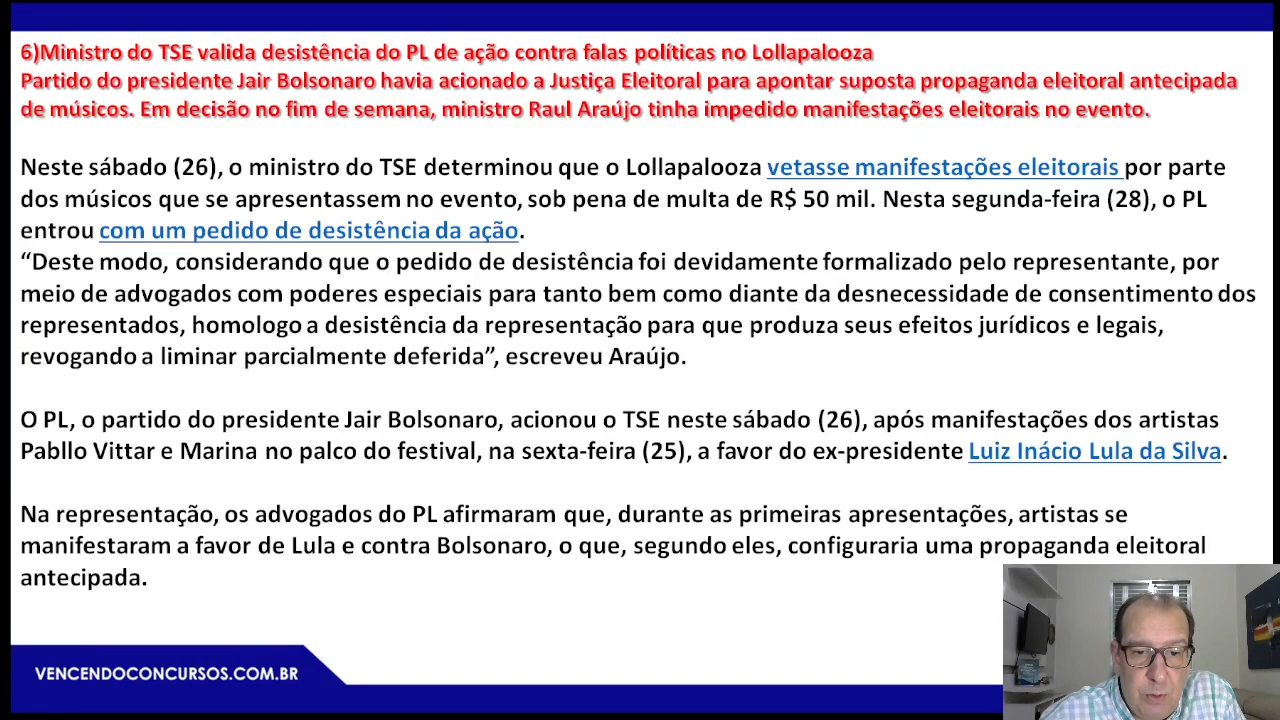 6)Ministro do TSE valida desistência do PL de ação contra falas políticas no Lollapalooza
Partido do presidente Jair Bolsonaro havia acionado a Justiça Eleitoral para apontar suposta propaganda eleitoral antecipada
de músicos. Em decisão no fim de semana, ministro Raul Araújo tinha impedido manifestações eleitorais no evento.
Neste sábado (26), o ministro do TSE determinou que o Lollapalooza vetasse manifestações eleitorais por parte
dos músicos que se apresentassem no evento, sob pena de multa de R$ 50 mil. Nesta segunda-feira (28), o PL
entrou com um pedido de desistência da ação.
“Deste modo, considerando que o pedido de desistência foi devidamente formalizado pelo representante, por
meio de advogados com poderes especiais para tanto bem como diante da desnecessidade de consentimento dos
representados, homologo a desistência da representação para que produza seus efeitos jurídicos e legais,
revogando a liminar parcialmente deferida”, escreveu Araújo.
O PL, o partido do presidente Jair Bolsonaro, acionou o TSE neste sábado (26), após manifestações dos artistas
Pabllo Vittar e Marina no palco do festival, na sexta-feira (25), a favor do ex-presidente Luiz Inácio Lula da Silva.
Na representação, os advogados do PL afirmaram que, durante as primeiras apresentações, artistas se
manifestaram a favor de Lula e contra Bolsonaro, o que, segundo eles, configuraria uma propaganda eleitoral
antecipada.
VENCENDOCONCURSOS.COM.BR